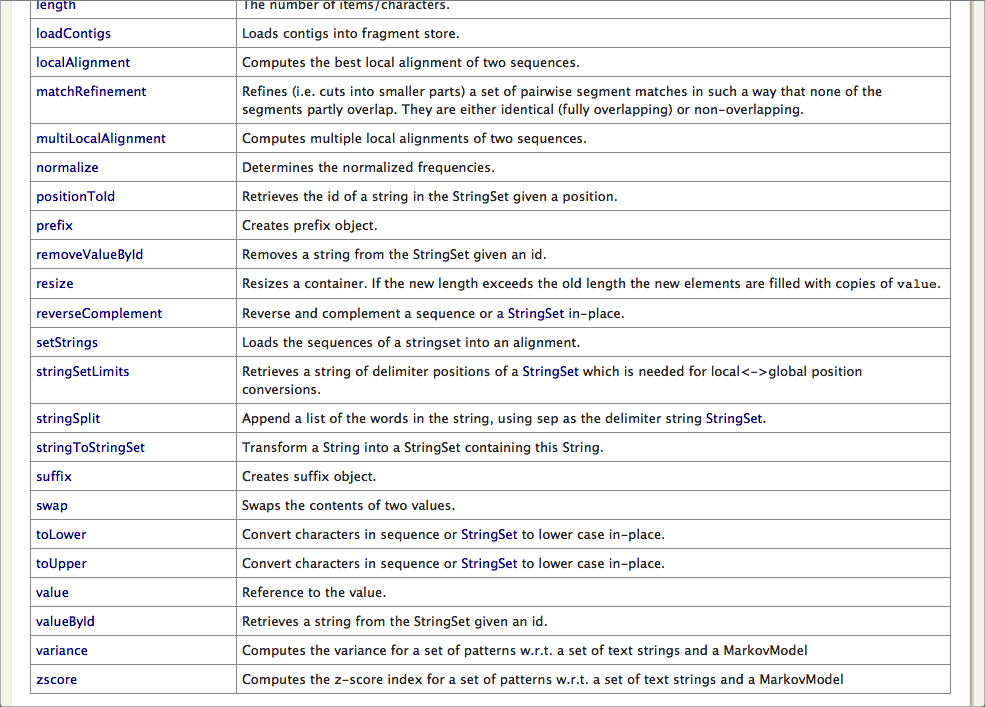 length The number of items/characters.
loadContigs Loads contigs into fragment store.
localAlignment Computes the best local alignment of two sequences.
matchRefinement Refines (i.e. cuts into smaller parts) a set of pairwise segment matches in such a way that none of the
segments partly overlap. They are either identical (fully overlapping) or non-overlapping.
multiLocalAlignment Computes multiple local alignments of two sequences.
normalize Determines the normalized frequencies.
positionToId Retrieves the id of a string in the StringSet given a position.
prefix Creates prefix object.
removeValueById Removes a string from the StringSet given an id.
resize Resizes a container. If the new length exceeds the old length the new elements are filled with copies of value.
reverseComplement Reverse and complement a sequence or a StringSet in-place.
setStrings Loads the sequences of a stringset into an alignment.
stringSetLimits Retrieves a string of delimiter positions of a StringSet which is needed for local<->global position
conversions.
stringSplit Append a list of the words in the string, using sep as the delimiter string StringSet.
stringToStringSet Transform a String into a StringSet containing this String.
suffix Creates suffix object.
swap Swaps the contents of two values.
toLower Convert characters in sequence or StringSet to lower case in-place.
toUpper Convert characters in sequence or StringSet to lower case in-place.
value Reference to the value.
valueById Retrieves a string from the StringSet given an id.
variance Computes the variance for a set of patterns w.r.t. a set of text strings and a MarkovModel
zscore Computes the z-score index for a set of patterns w.r.t. a set of text strings and a MarkovModel